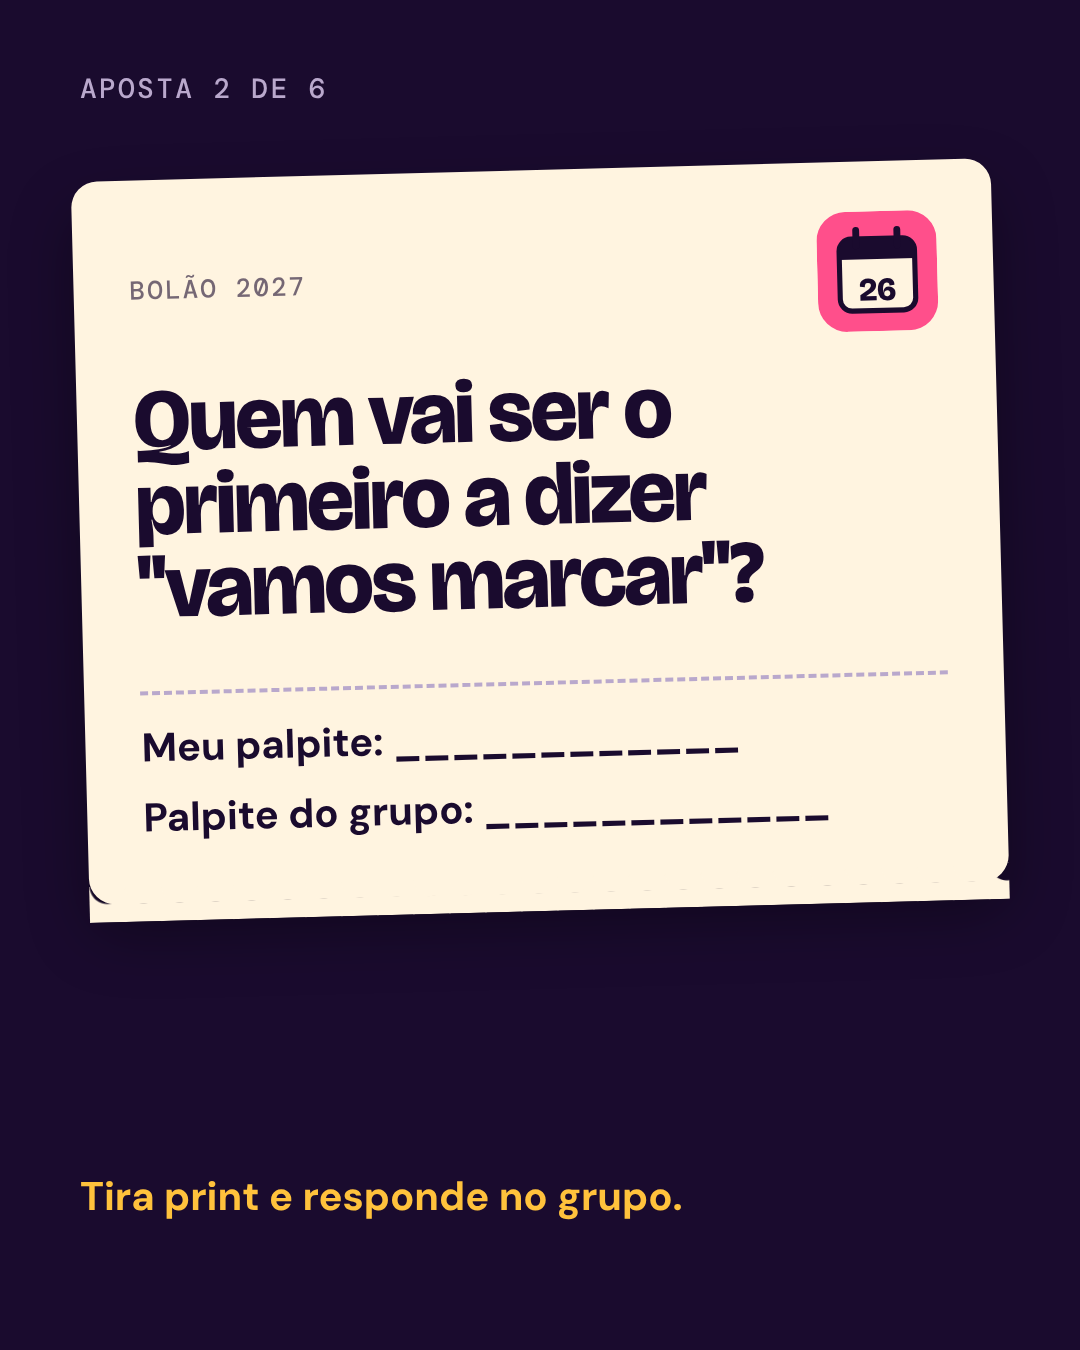 APOSTA 2 DE 6
BOLÃO 2027
26
Quem vai ser o
primeiro a dizer
"vamos marcar"?
Meu palpite: ____________
Palpite do grupo: ____________
Tira print e responde no grupo.